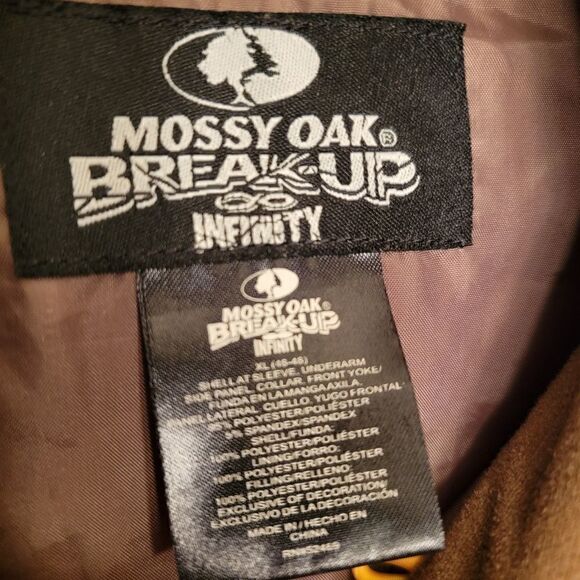 MOSSY OAK®
BREAK-UP
INFINITY
MOSSY OAK
BREAK-UP
INFINITY
XL (46-48)
SHELL AT SLEEVE, UNDERARM
SIDE PANEL, COLLAR, FRONT YOKE/
FUNDA EN LA MANGA AXILA,
PANEL LATERAL, CUELLO, YUGO FRONTAL
95% POLYESTER/POLIÉSTER
5% SPANDEX/SPANDEX
SHELL/FUNDA:
100% POLYESTER/POLIÉSTER
LINING/FORRO:
100% POLYESTER/POLIÉSTER
FILLING/RELLENO:
100% POLYESTER/POLIÉSTER
EXCLUSIVE OF DECORATION/
EXCLUSIVO DE LA DECORACIÓN
MADE IN / HECHO EN
CHINA